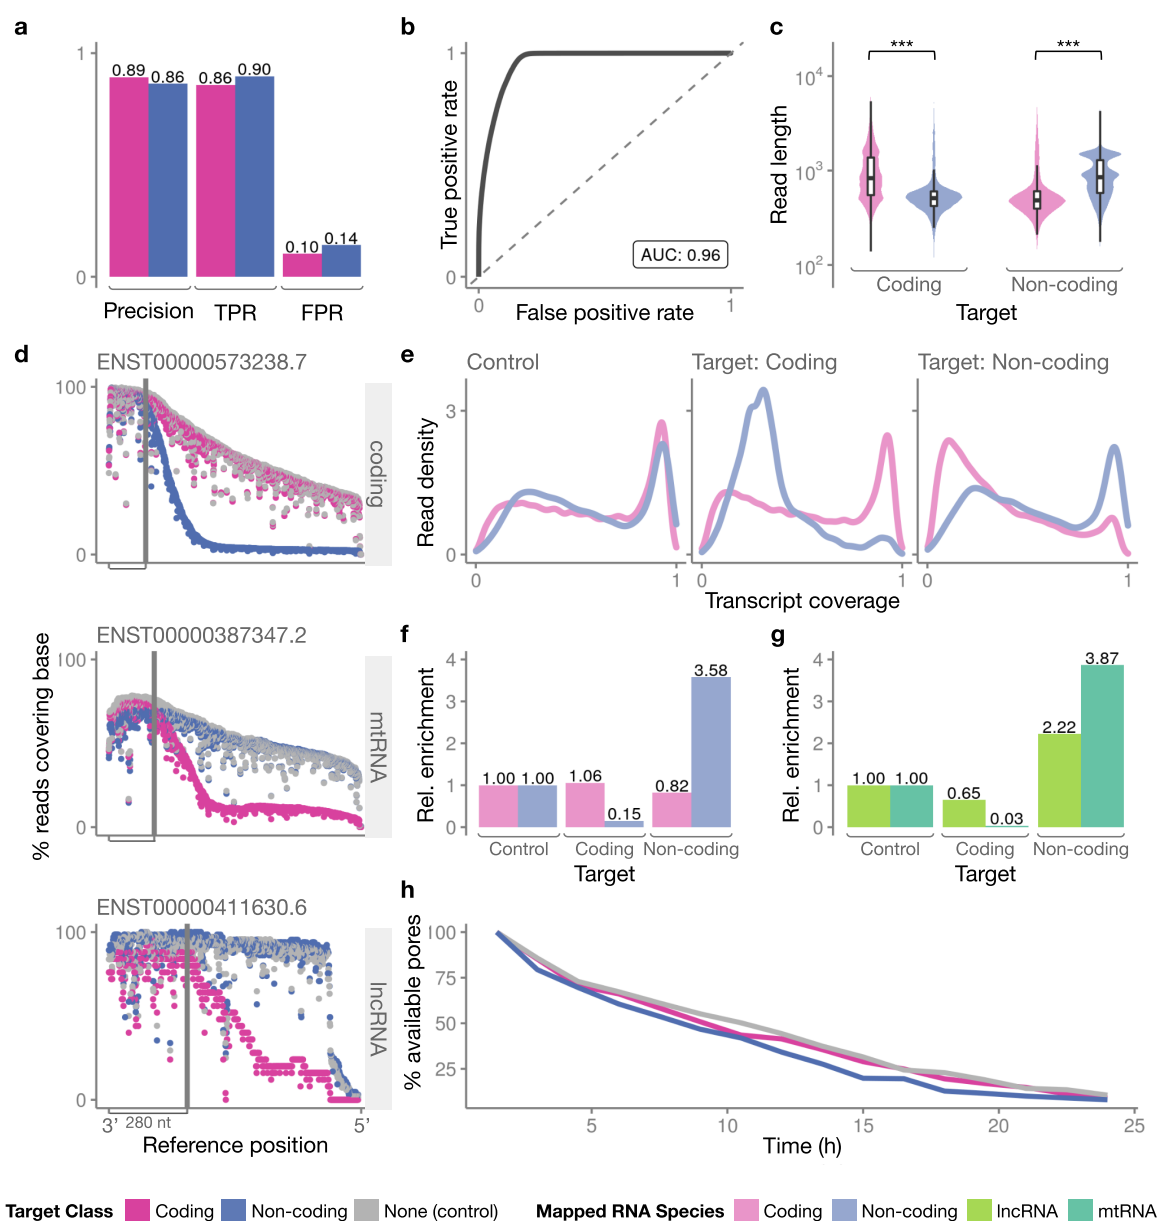 a
1
0
0.89
0.86
0.86
0.90
0.10
0.14
Precision
TPR
FPR
b
True positive rate
1
0
AUC: 0.96
0
1
False positive rate
c
Read length
10⁴
10³
10²
***
***
Coding
Non-coding
Target
d
% reads covering base
ENST00000573238.7
100
0
coding
ENST00000387347.2
100
0
mtRNA
ENST00000411630.6
100
0
lncRNA
3’
280 nt
5’
Reference position
e
Control
Target: Coding
Target: Non-coding
Read density
3
0
0
1
0
1
0
1
Transcript coverage
f
Rel. enrichment
4
3
2
1
0
1.00
1.00
1.06
0.15
0.82
3.58
Control
Coding
Non-coding
Target
g
Rel. enrichment
4
3
2
1
0
1.00
1.00
0.65
0.03
2.22
3.87
Control
Coding
Non-coding
Target
h
% available pores
100
75
50
25
5
10
15
20
25
Time (h)
Target Class
Coding
Non-coding
None (control)
Mapped RNA Species
Coding
Non-coding
lncRNA
mtRNA